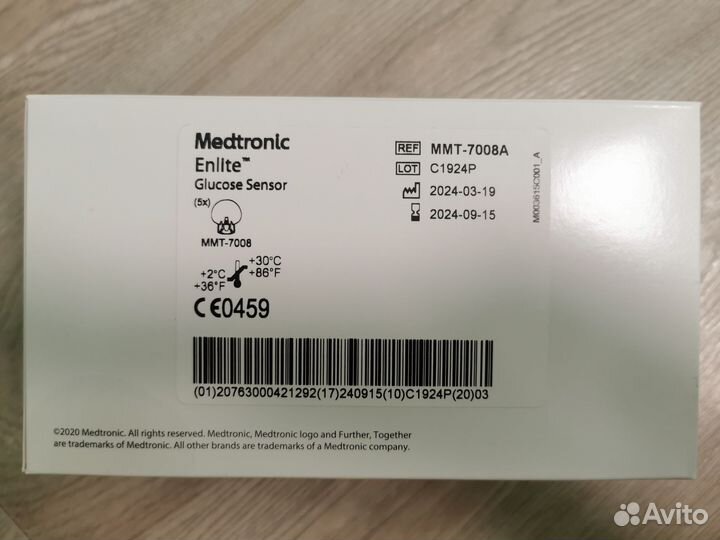 Medtronic
Enlite™
Glucose Sensor
(5x)
MMT-7008
+30°C
+86°F
+2°C
+36°F
CE0459
REF MMT-7008A
LOT C1924P
2024-03-19
2024-09-15
M003615C001_A
(01)20763000421292(17)240915(10)C1924P(20)03
©2020 Medtronic. All rights reserved. Medtronic, Medtronic logo and Further, Together
are trademarks of Medtronic. All other brands are trademarks of a Medtronic company.
Avito